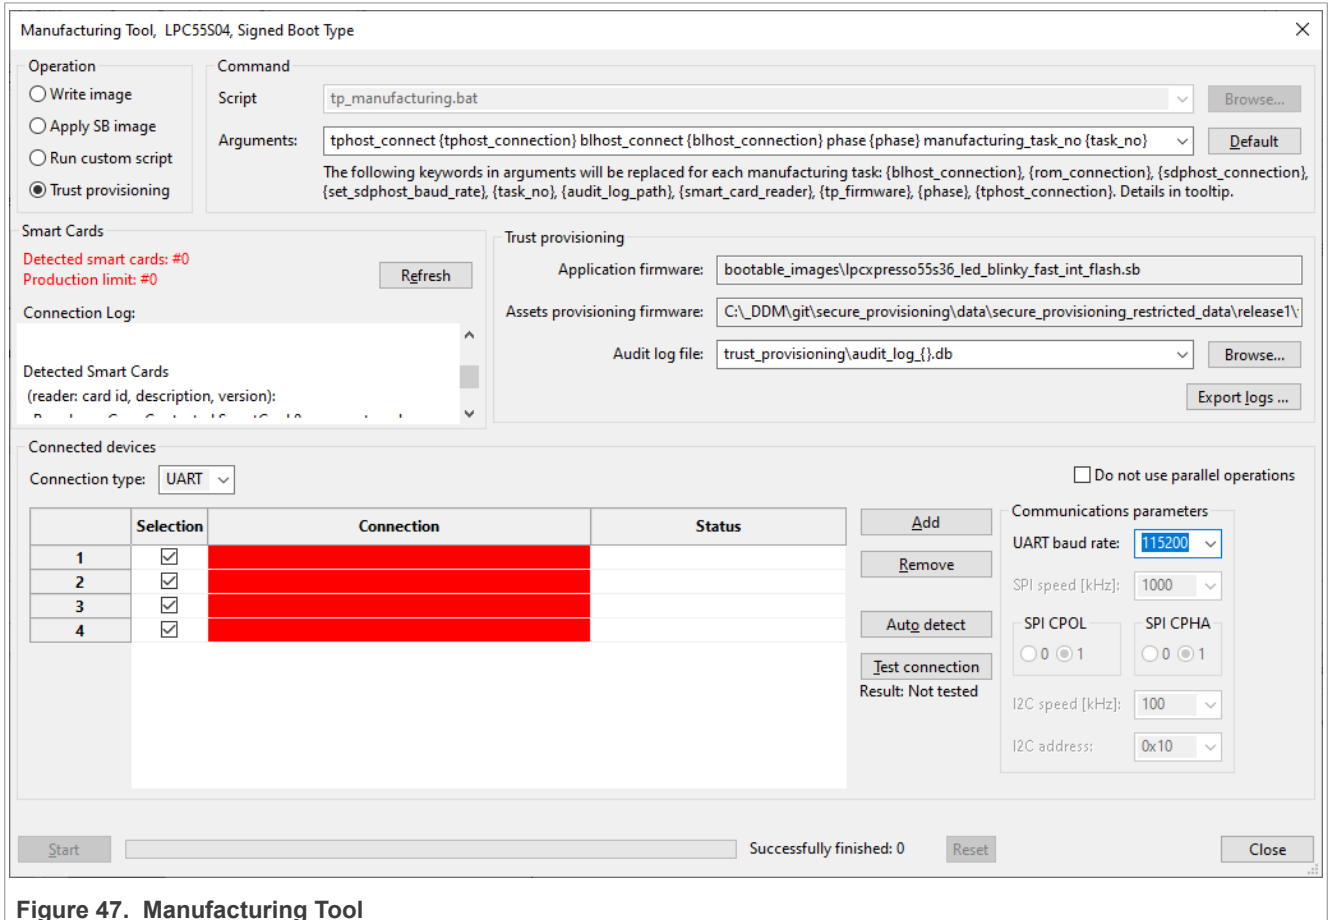 Manufacturing Tool, LPC55S04, Signed Boot Type
Operation
Write image
Apply SB image
Run custom script
Trust provisioning
Command
Script
tp_manufacturing.bat
Browse...
Arguments:
tphost_connect {tphost_connection} blhost_connect {blhost_connection} phase {phase} manufacturing_task_no {task_no}
Default
The following keywords in arguments will be replaced for each manufacturing task: {blhost_connection}, {rom_connection}, {sdphost_connection},
{set_sdphost_baud_rate}, {task_no}, {audit_log_path}, {smart_card_reader}, {tp_firmware}, {phase}, {tphost_connection}. Details in tooltip.
Smart Cards
Detected smart cards: #0
Production limit: #0
Refresh
Connection Log:
Detected Smart Cards
(reader: card id, description, version):
Trust provisioning
Application firmware:
bootable_images\lpcxpresso55s36_led_blinky_fast_int_flash.sb
Assets provisioning firmware:
C:\_DDM\git\secure_provisioning\data\secure_provisioning_restricted_data\release1\
Audit log file:
trust_provisioning\audit_log_{}.db
Browse...
Export logs ...
Connected devices
Connection type:
UART
Do not use parallel operations
Selection
Connection
Status
1
2
3
4
Add
Remove
Auto detect
Test connection
Result: Not tested
Communications parameters
UART baud rate:
115200
SPI speed [kHz]:
1000
SPI CPOL
0
1
SPI CPHA
0
1
I2C speed [kHz]:
100
I2C address:
0x10
Start
Successfully finished: 0
Reset
Close
Figure 47. Manufacturing Tool